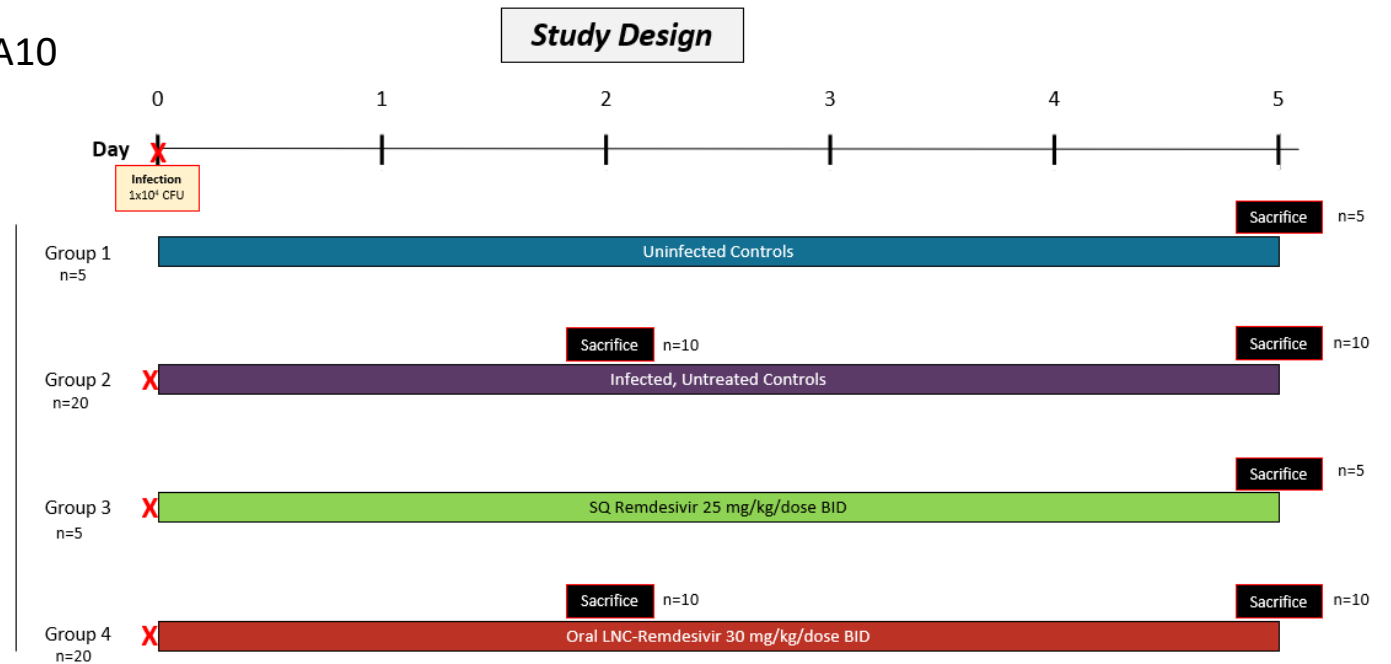 Study Design
A10
0 1 2 3 4 5
Day X
Infection
1x10⁴ CFU
Sacrifice n=5
Group 1
n=5
Uninfected Controls
Sacrifice n=10
Sacrifice n=10
Group 2
n=20
X
Infected, Untreated Controls
Sacrifice n=5
Group 3
n=5
X
SQ Remdesivir 25 mg/kg/dose BID
Sacrifice n=10
Sacrifice n=10
Group 4
n=20
X
Oral LNC-Remdesivir 30 mg/kg/dose BID